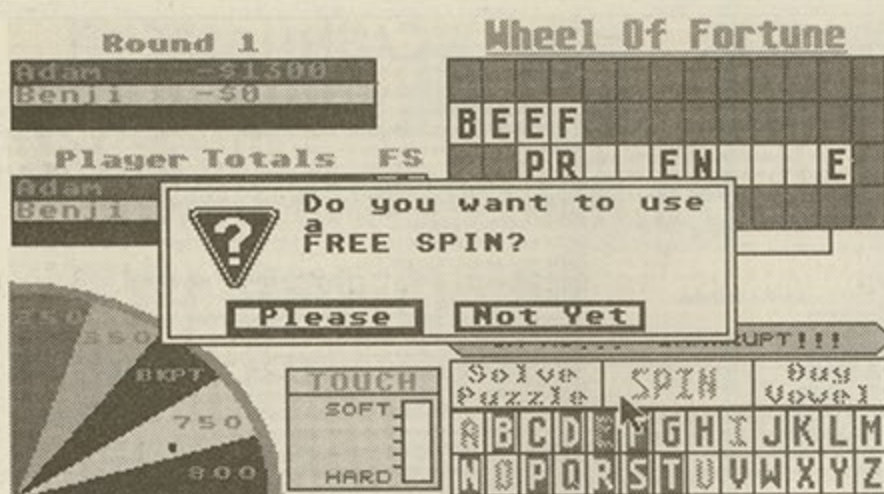 Round 1
Adam -$1300
Benji -$0
Player Totals FS
Adam
Benji
Wheel Of Fortune
BEEF
PR EN E
Do you want to use
a
FREE SPIN?
Please
Not Yet
250
350
BKPT
750
800
TOUCH
SOFT
HARD
Solve
Puzzle
SPIN
Buy
Vowel
A B C D E F G H I J K L M
N O P Q R S T U V W X Y Z